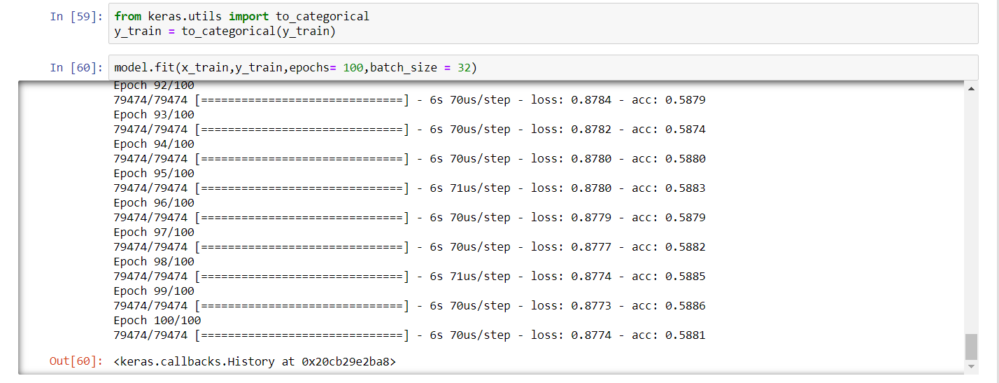 In [59]: from keras.utils import to_categorical
y_train = to_categorical(y_train)
In [60]: model.fit(x_train,y_train,epochs= 100,batch_size = 32)
Epoch 92/100
79474/79474 [==============================] - 6s 70us/step - loss: 0.8784 - acc: 0.5879
Epoch 93/100
79474/79474 [==============================] - 6s 70us/step - loss: 0.8782 - acc: 0.5874
Epoch 94/100
79474/79474 [==============================] - 6s 70us/step - loss: 0.8780 - acc: 0.5880
Epoch 95/100
79474/79474 [==============================] - 6s 71us/step - loss: 0.8780 - acc: 0.5883
Epoch 96/100
79474/79474 [==============================] - 6s 70us/step - loss: 0.8779 - acc: 0.5879
Epoch 97/100
79474/79474 [==============================] - 6s 70us/step - loss: 0.8777 - acc: 0.5882
Epoch 98/100
79474/79474 [==============================] - 6s 71us/step - loss: 0.8774 - acc: 0.5885
Epoch 99/100
79474/79474 [==============================] - 6s 70us/step - loss: 0.8773 - acc: 0.5886
Epoch 100/100
79474/79474 [==============================] - 6s 70us/step - loss: 0.8774 - acc: 0.5881
Out[60]: <keras.callbacks.History at 0x20cb29e2ba8>